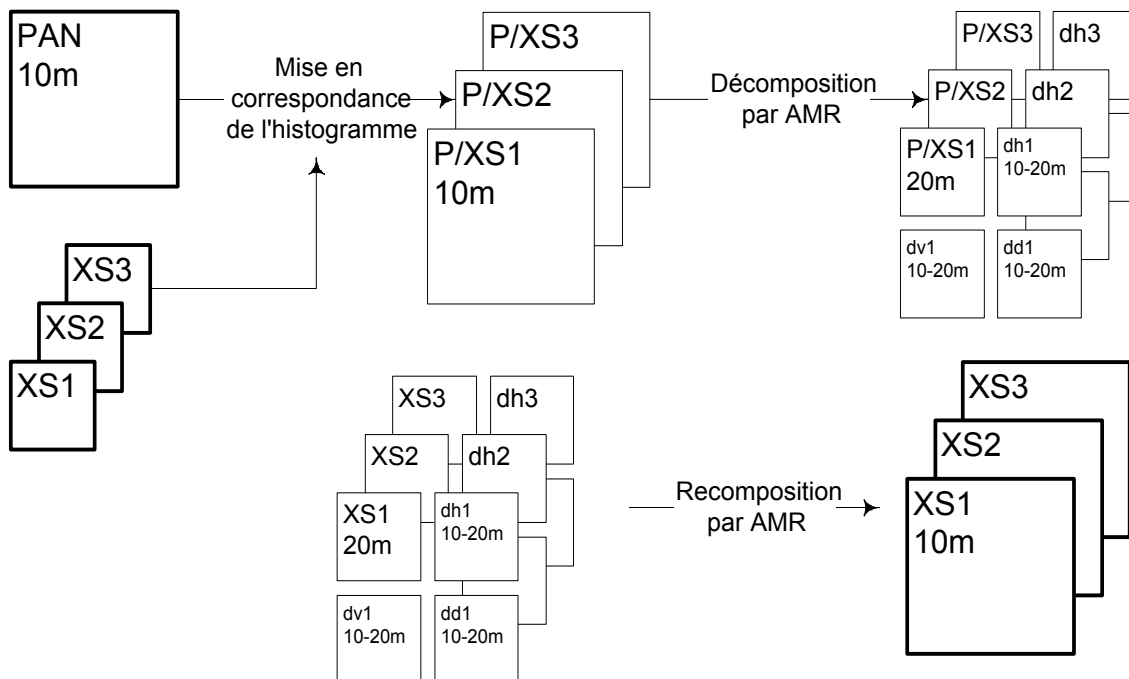 PAN
10m
Mise en
correspondance
de l'histogramme
P/XS3
P/XS2
P/XS1
10m
Décomposition
par AMR
P/XS3
dh3
P/XS2
dh2
P/XS1
20m
dh1
10-20m
dv1
10-20m
dd1
10-20m
XS3
XS2
XS1
XS3
dh3
XS2
dh2
XS1
20m
dh1
10-20m
dv1
10-20m
dd1
10-20m
Recomposition
par AMR
XS3
XS2
XS1
10m